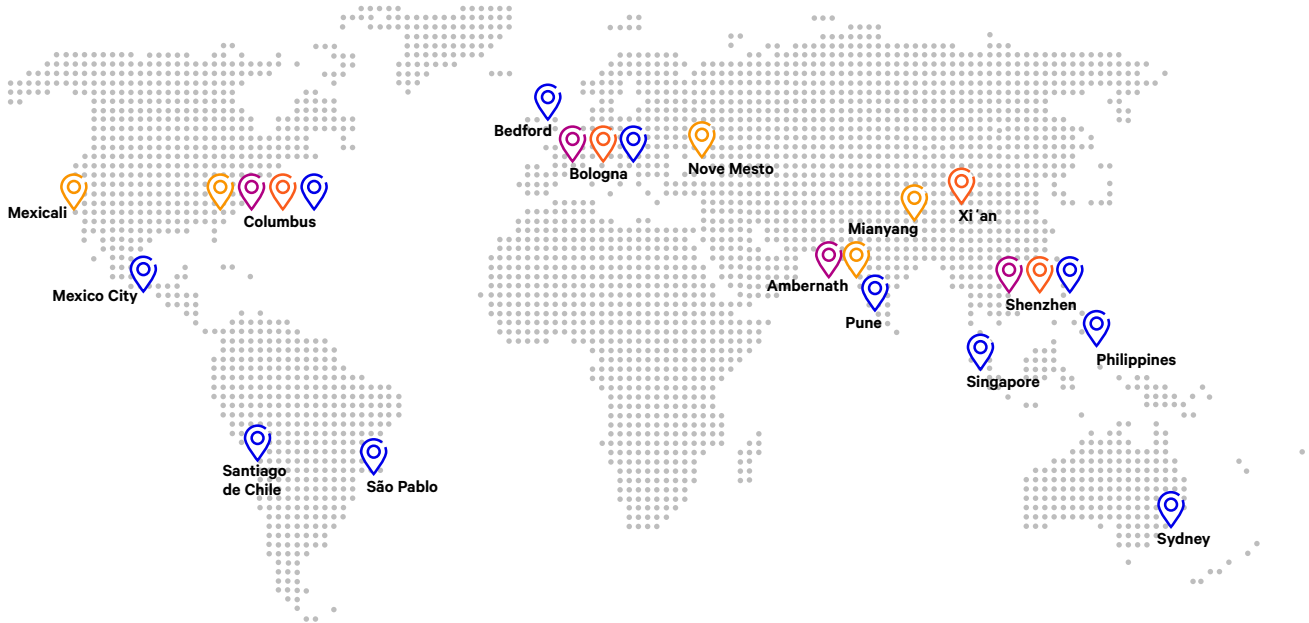 Bedford
Bologna
Nove Mesto
Mexicali
Columbus
Xi´an
Mianyang
Mexico City
Ambernath
Shenzhen
Pune
Philippines
Singapore
Santiago
de Chile
São Pablo
Sydney